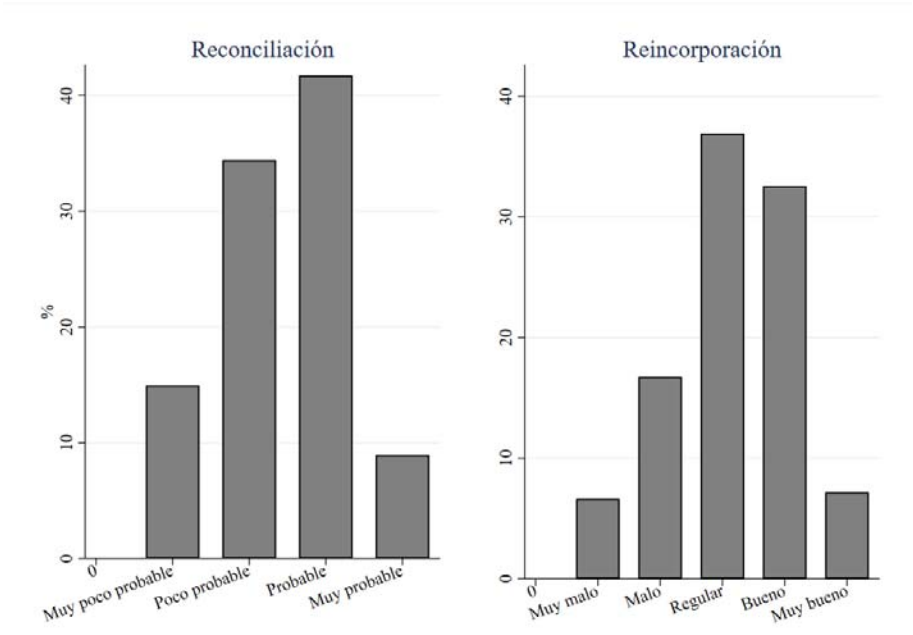 Reconciliación
%
40
30
20
10
0
0
Muy poco probable
Poco probable
Probable
Muy probable
Reincorporación
40
30
20
10
0
0
Muy malo
Malo
Regular
Bueno
Muy bueno